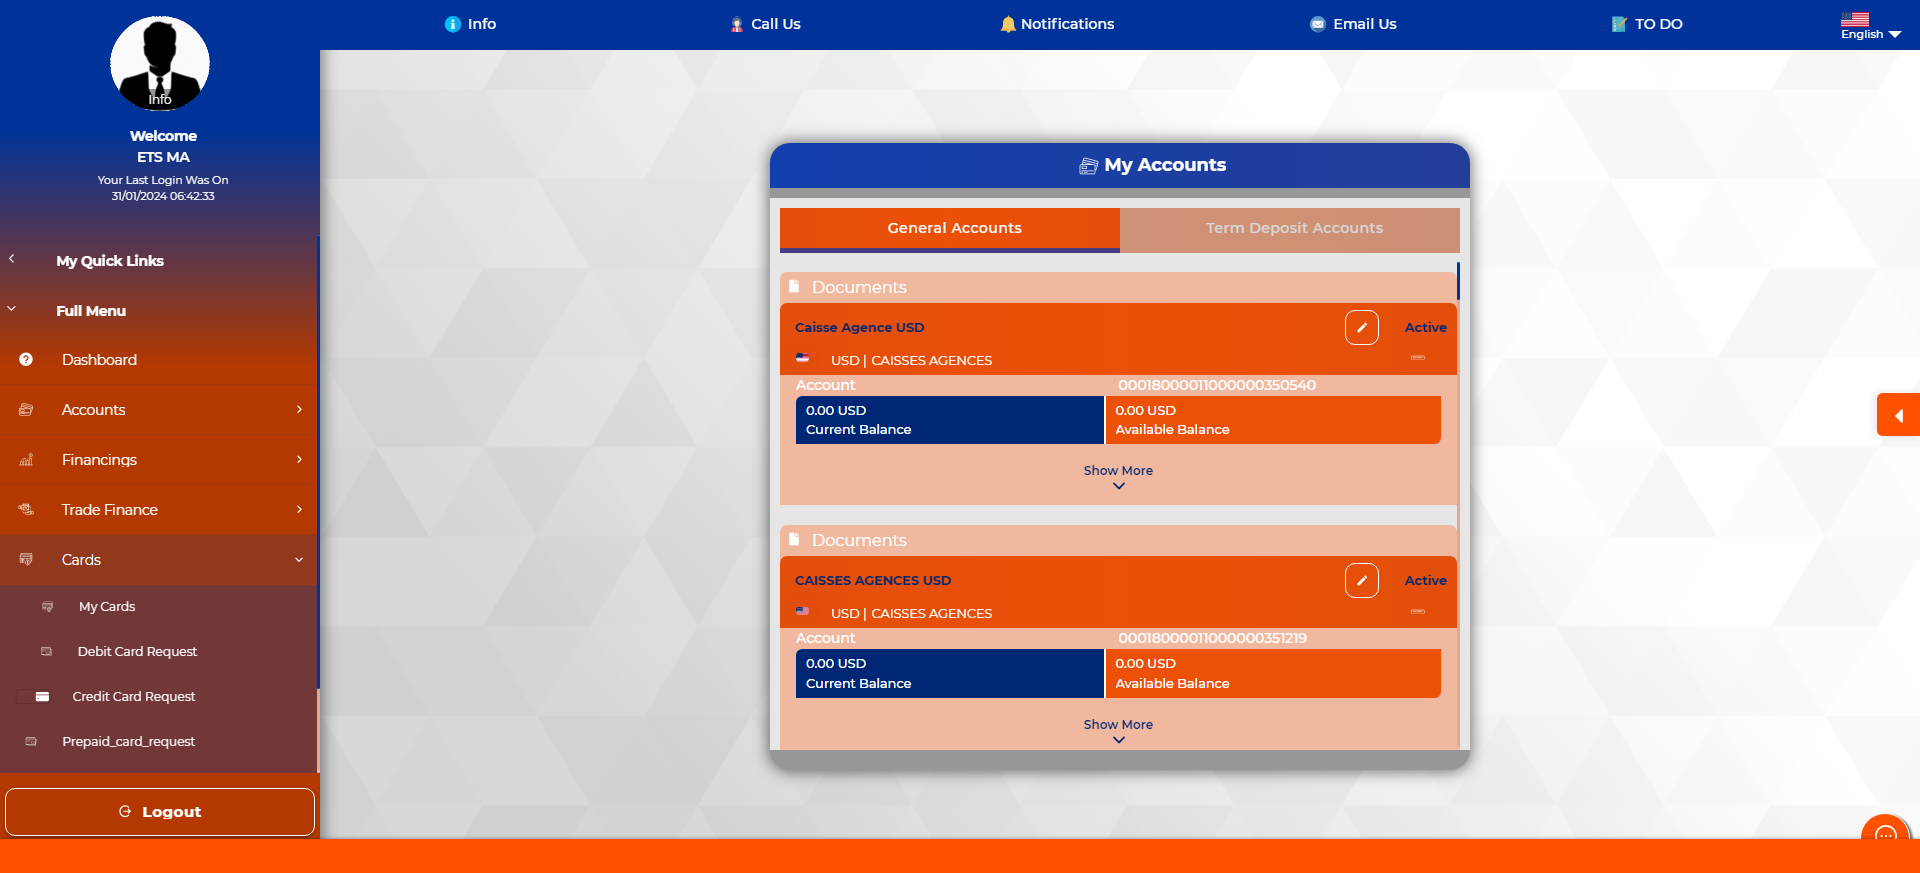 Info
Call Us
Notifications
Email Us
TO DO
English
Info
Welcome
ETS MA
Your Last Login Was On
31/01/2024 06:42:33
My Quick Links
Full Menu
Dashboard
Accounts
Financings
Trade Finance
Cards
My Cards
Debit Card Request
Credit Card Request
Prepaid_card_request
Logout
My Accounts
General Accounts
Term Deposit Accounts
Documents
Caisse Agence USD
Active
USD | CAISSES AGENCES
Account
00018000011000000350540
0.00 USD
Current Balance
0.00 USD
Available Balance
Show More
Documents
CAISSES AGENCES USD
Active
USD | CAISSES AGENCES
Account
00018000011000000351219
0.00 USD
Current Balance
0.00 USD
Available Balance
Show More